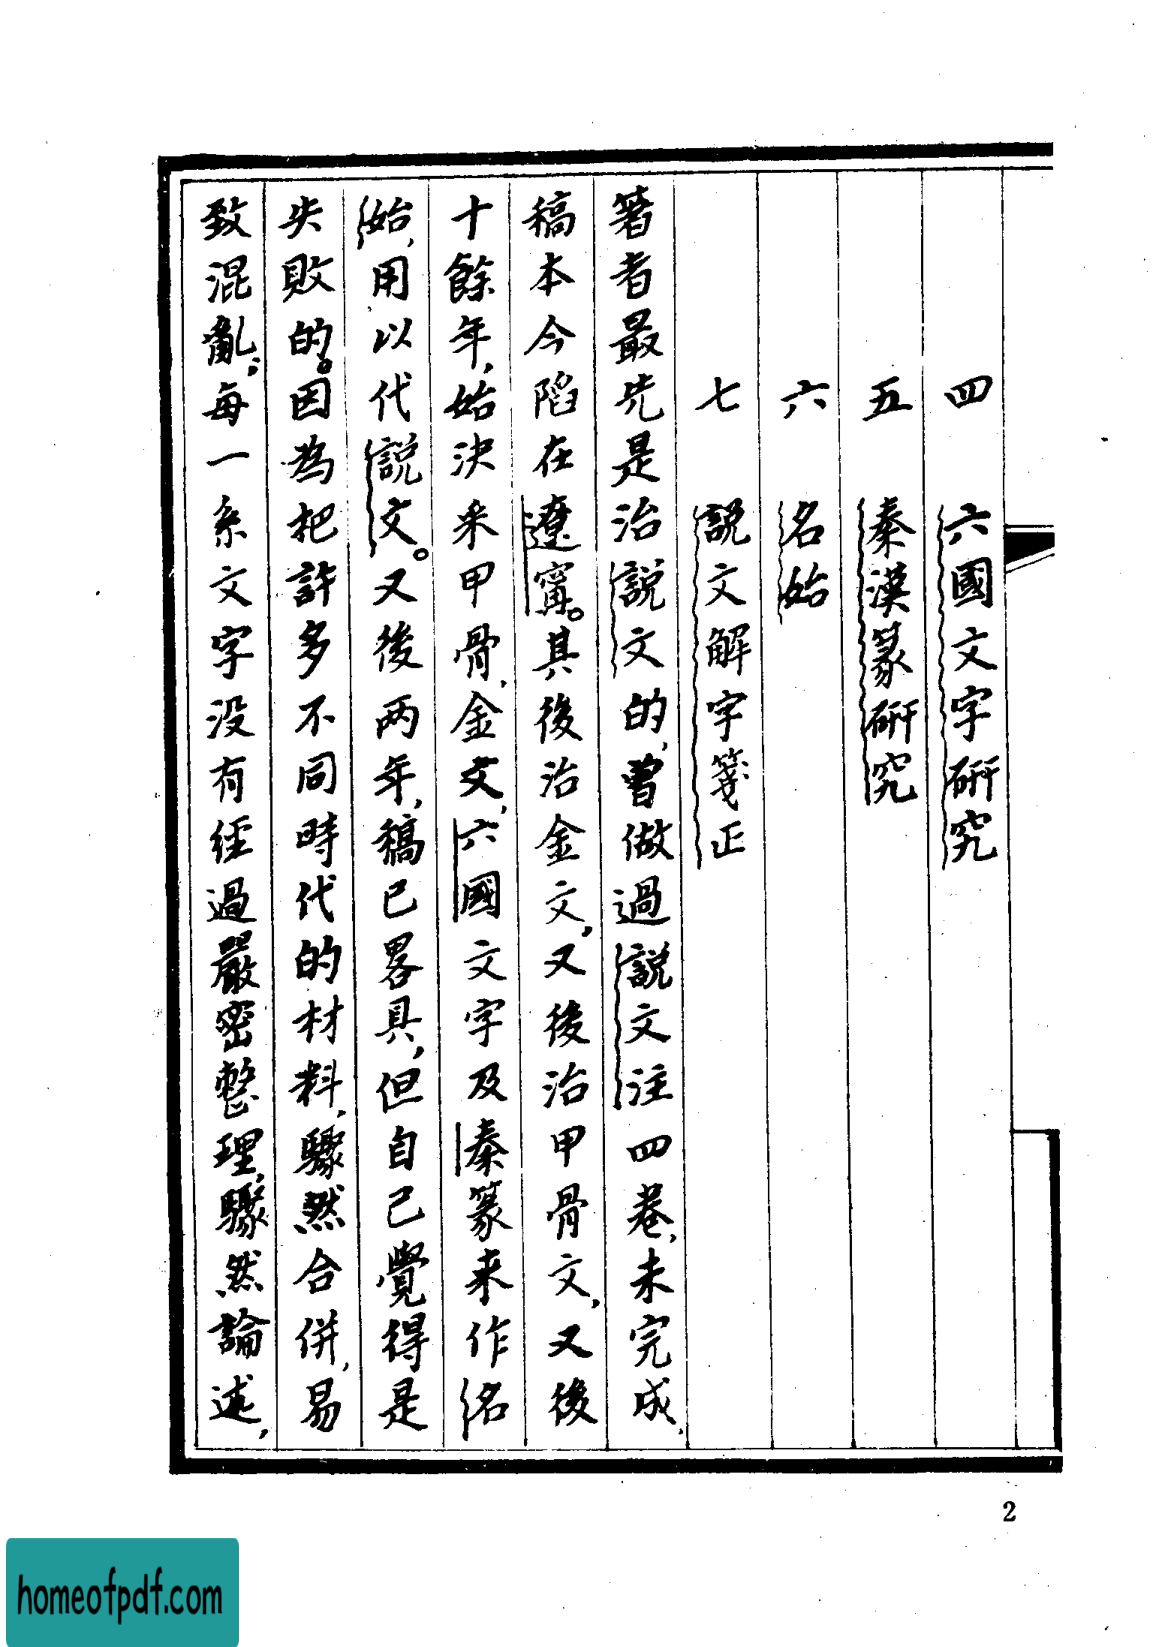 四　六國文字研究
五　秦漢篆研究
六　名始
七　說文解字箋正
著者最先是治說文的，曾做過說文注四卷，未完成，
稿本今陷在遼寧。其後治金文，又後治甲骨文，又後
十餘年，始決采甲骨，金文，六國文字及秦篆来作名
始，用以代說文。又後两年，稿已畧具，但自己覺得是
失敗的。因為把許多不同時代的材料，驟然合併，易
致混亂；每一系文字没有經過嚴密整理，驟然論述，
2
homeofpdf.com